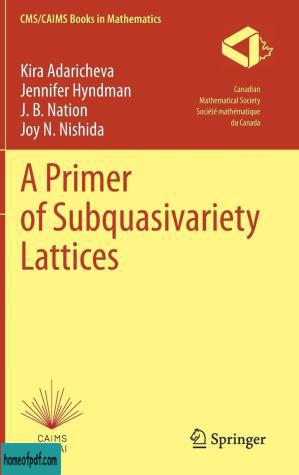 CMS/CAIMS Books in Mathematics
Kira Adaricheva
Jennifer Hyndman
J. B. Nation
Joy N. Nishida
Canadian
Mathematical Society
Société mathématique
du Canada
A Primer
of Subquasivariety
Lattices
CAIMS
AI
Springer
homeofpdf.com